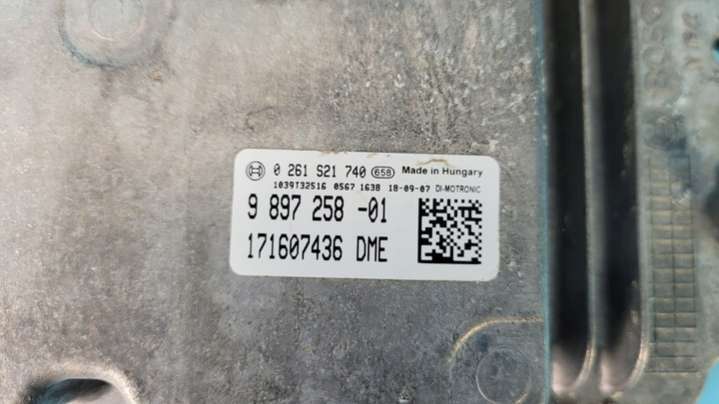 0 261 S21 740 658 Made in Hungary
1039T32516 0567 1638 18-09-07 DI-MOTRONIC
9 897 258 -01
171607436 DME